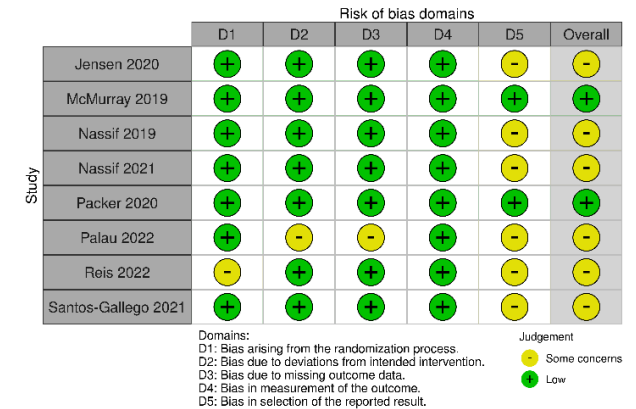 Risk of bias domains
D1 D2 D3 D4 D5 Overall
Jensen 2020 + + + + - -
McMurray 2019 + + + + + +
Nassif 2019 + + + + - -
Nassif 2021 + + + + - -
Packer 2020 + + + + + +
Palau 2022 + - - + - -
Reis 2022 - + + + - -
Santos-Gallego 2021 + + + + - -
Study
Domains:
D1: Bias arising from the randomization process.
D2: Bias due to deviations from intended intervention.
D3: Bias due to missing outcome data.
D4: Bias in measurement of the outcome.
D5: Bias in selection of the reported result.
Judgement
- Some concerns
+ Low